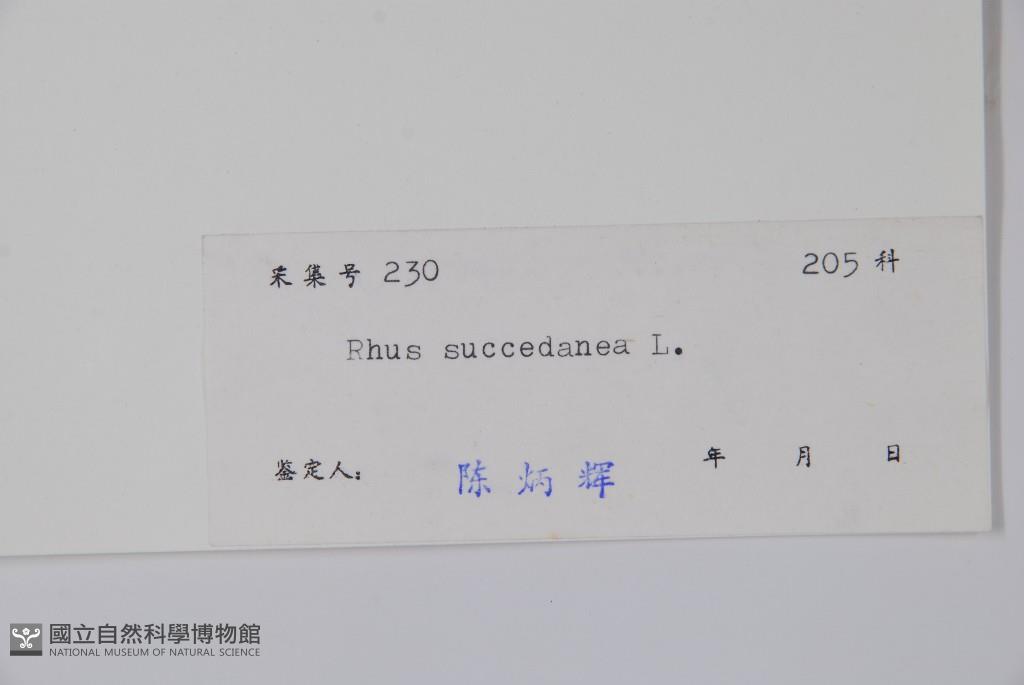 采集号 230 205 科
Rhus succedanea L.
鉴定人: 陈炳辉 年 月 日
國立自然科學博物館
NATIONAL MUSEUM OF NATURAL SCIENCE